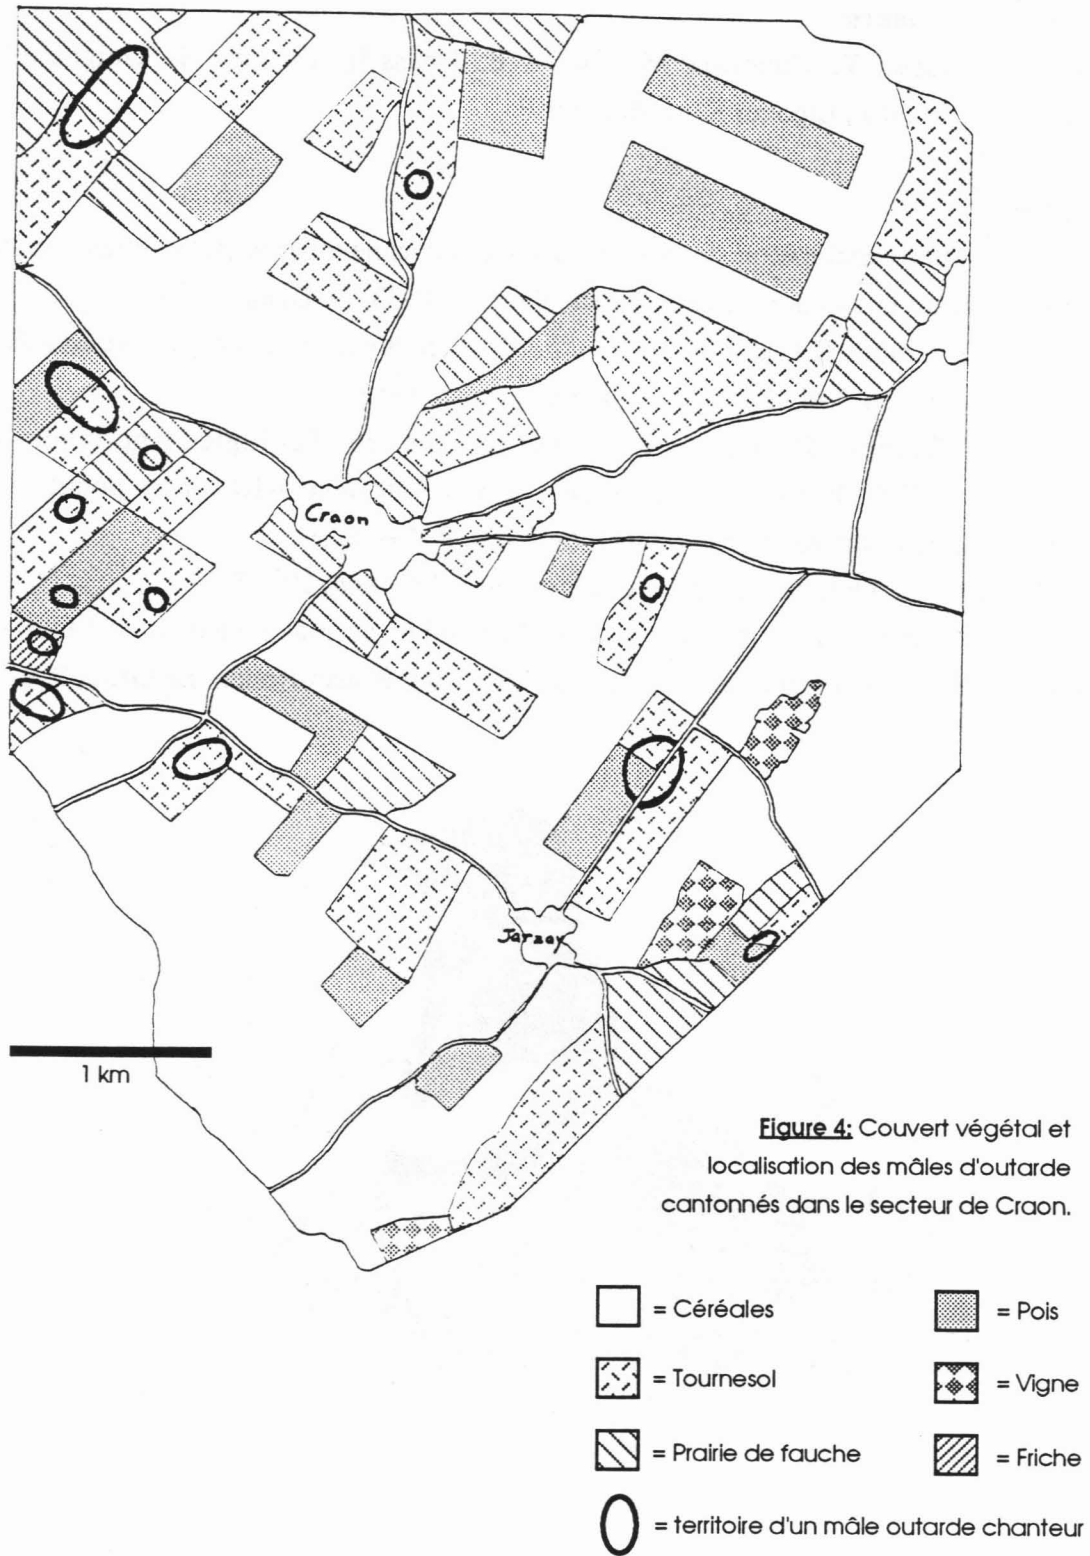 Craon
Jarzay
1 km
Figure 4: Couvert végétal et
localisation des mâles d'outarde
cantonnés dans le secteur de Craon.
= Céréales
= Pois
= Tournesol
= Vigne
= Prairie de fauche
= Friche
= territoire d'un mâle outarde chanteur